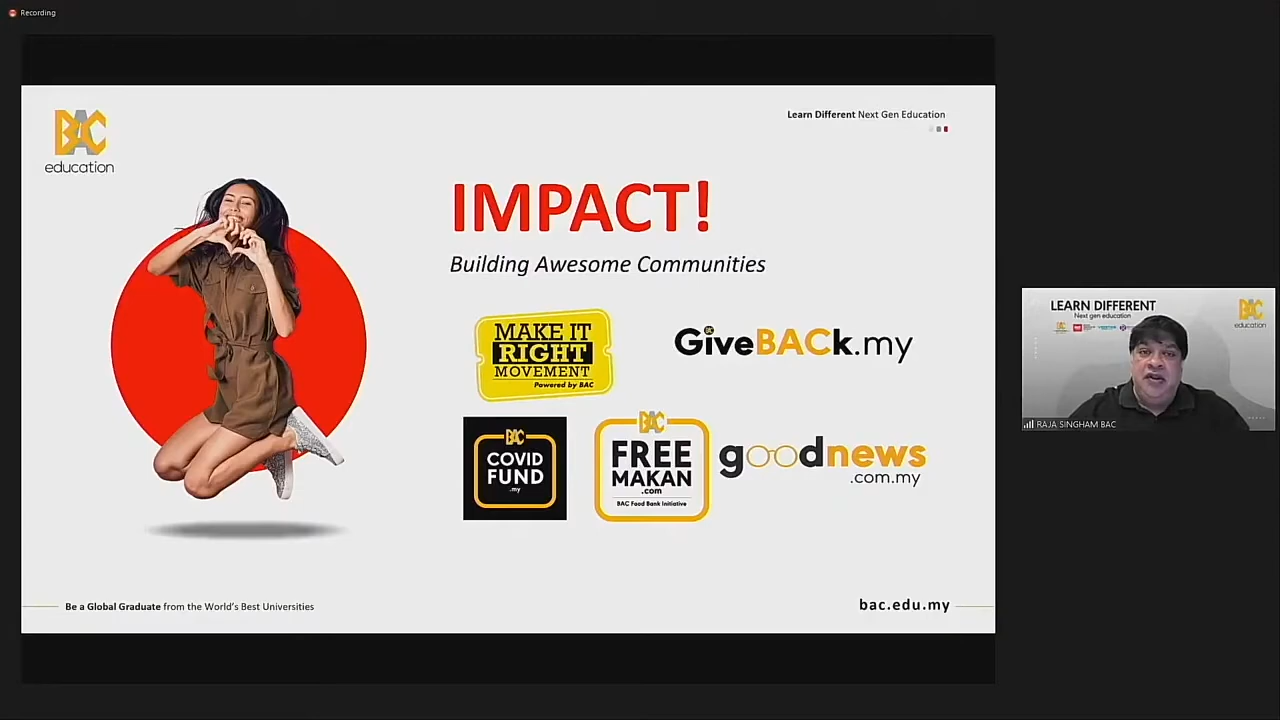 Recording
BAC
education
Learn Different Next Gen Education
IMPACT!
Building Awesome Communities
MAKE IT
RIGHT
MOVEMENT
Powered by BAC
GiveBACk.my
BAC
COVID
FUND
.my
BAC
FREE
MAKAN
.com
BAC Food Bank Initiative
goodnews
.com.my
Be a Global Graduate from the World's Best Universities
bac.edu.my
LEARN DIFFERENT
Next gen education
BAC
education
RAJA SINGHAM BAC